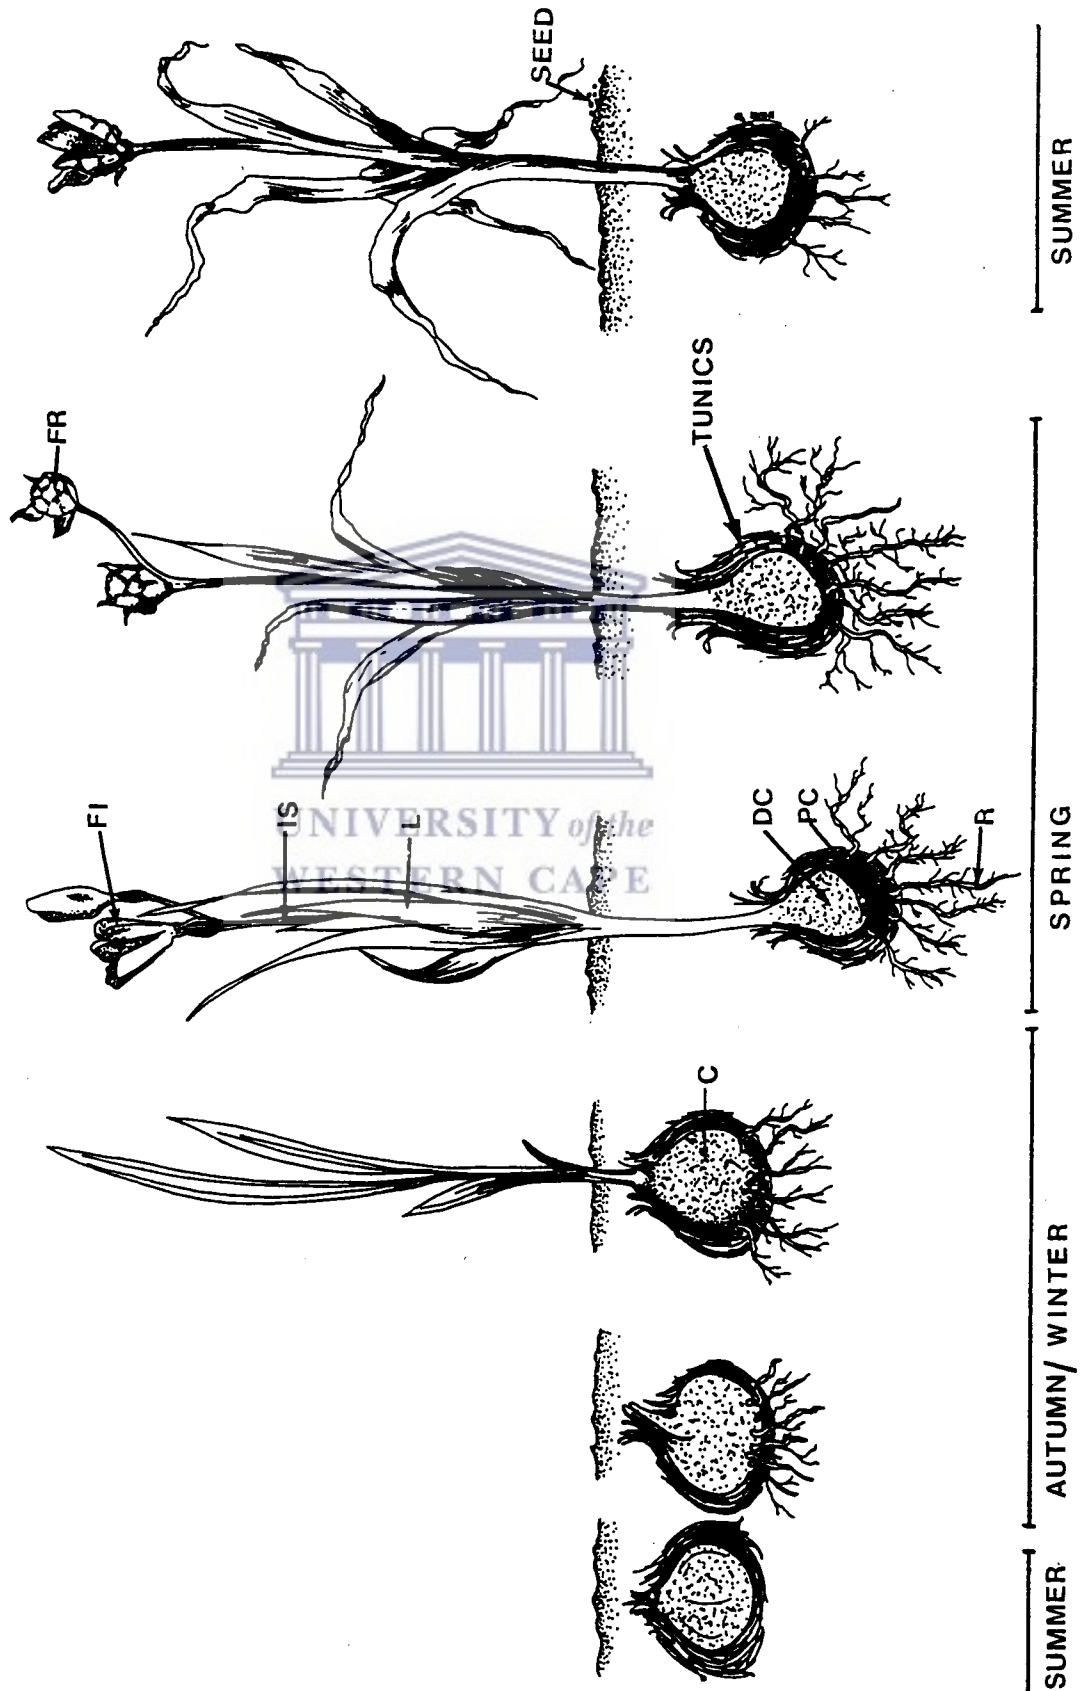 SEED
FR
TUNICS
FI
IS
L
DC
PC
R
C
UNIVERSITY of the
WESTERN CAPE
SUMMER
AUTUMN/ WINTER
SPRING
SUMMER